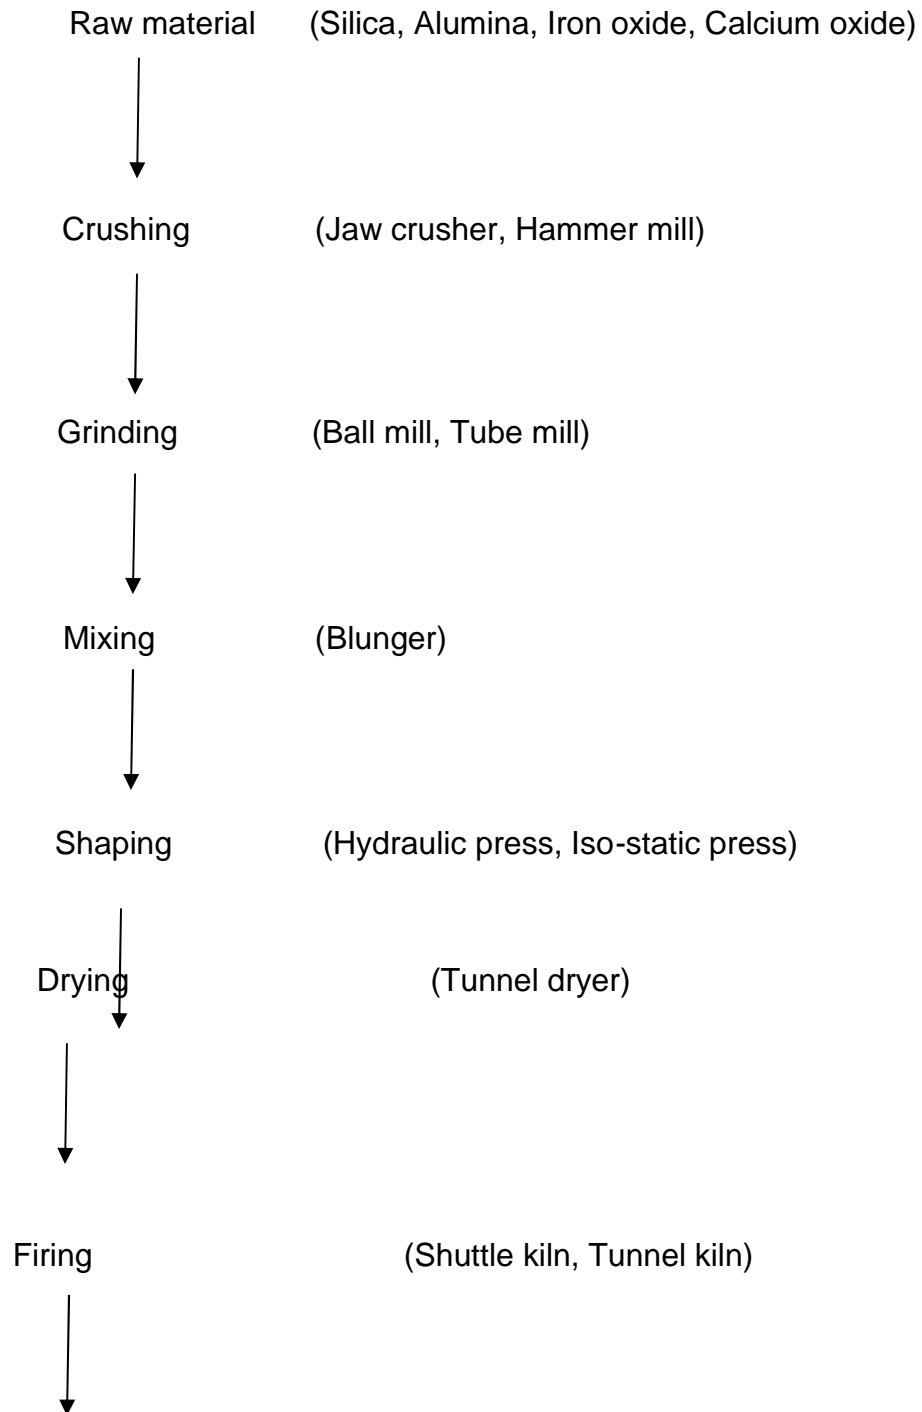 Raw material (Silica, Alumina, Iron oxide, Calcium oxide)
Crushing (Jaw crusher, Hammer mill)
Grinding (Ball mill, Tube mill)
Mixing (Blunger)
Shaping (Hydraulic press, Iso-static press)
Drying (Tunnel dryer)
Firing (Shuttle kiln, Tunnel kiln)